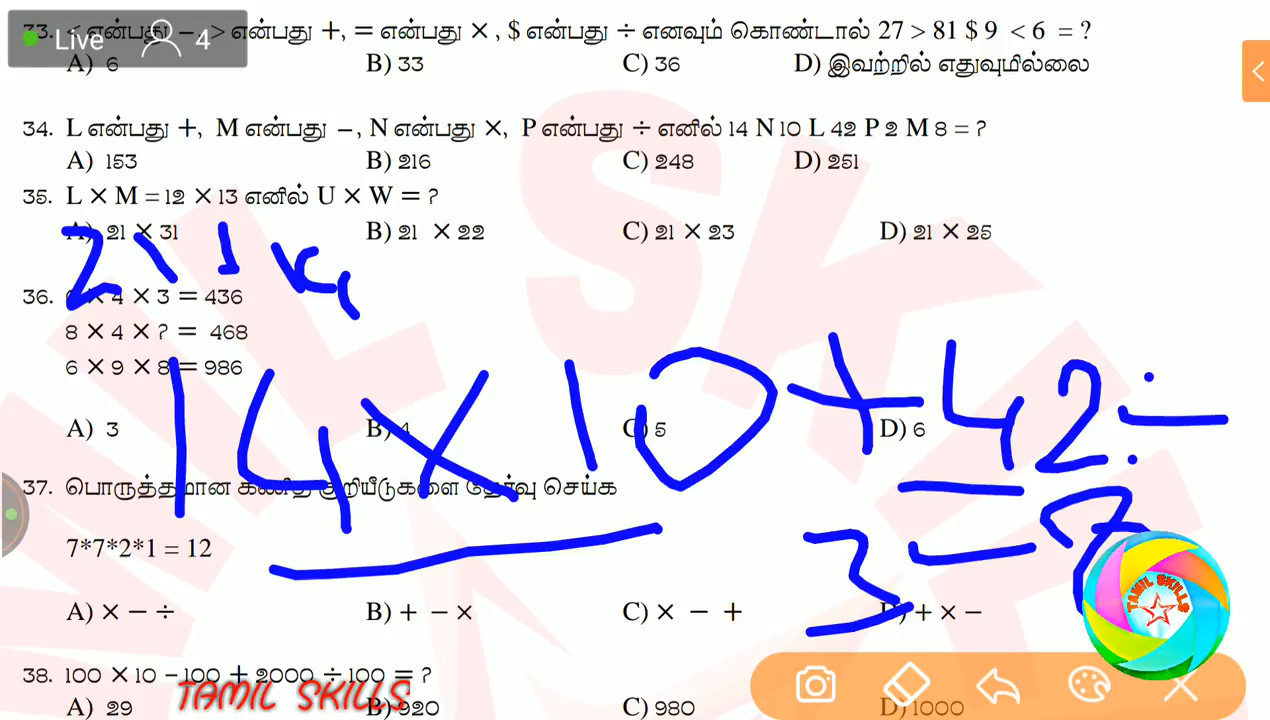 33. < என்பது –, > என்பது +, = என்பது ×, $ என்பது ÷ எனவும் கொண்டால் 27 > 81 $ 9 < 6 = ?
Live 4
A) 6 B) 33 C) 36 D) இவற்றில் எதுவுமில்லை
34. L என்பது +, M என்பது –, N என்பது ×, P என்பது ÷ எனில் 14 N 10 L 42 P 2 M 8 = ?
A) 153 B) 216 C) 248 D) 251
35. L × M = 12 × 13 எனில் U × W = ?
A) 21 × 31 B) 21 × 22 C) 21 × 23 D) 21 × 25
36. 6 × 4 × 3 = 436
8 × 4 × ? = 468
6 × 9 × 8 = 986
14 × 10 + 42 ÷
A) 3 B) 4 C) 5 D) 6
37. பொருத்தமான கணித குறியீடுகளை தேர்வு செய்க
7*7*2*1 = 12
A) × – ÷ B) + – × C) × – + D) + × –
TAMIL SKILLS
38. 100 × 10 – 100 + 2000 ÷ 100 = ?
TAMIL SKILLS
A) 29 B) 920 C) 980 D) 1000